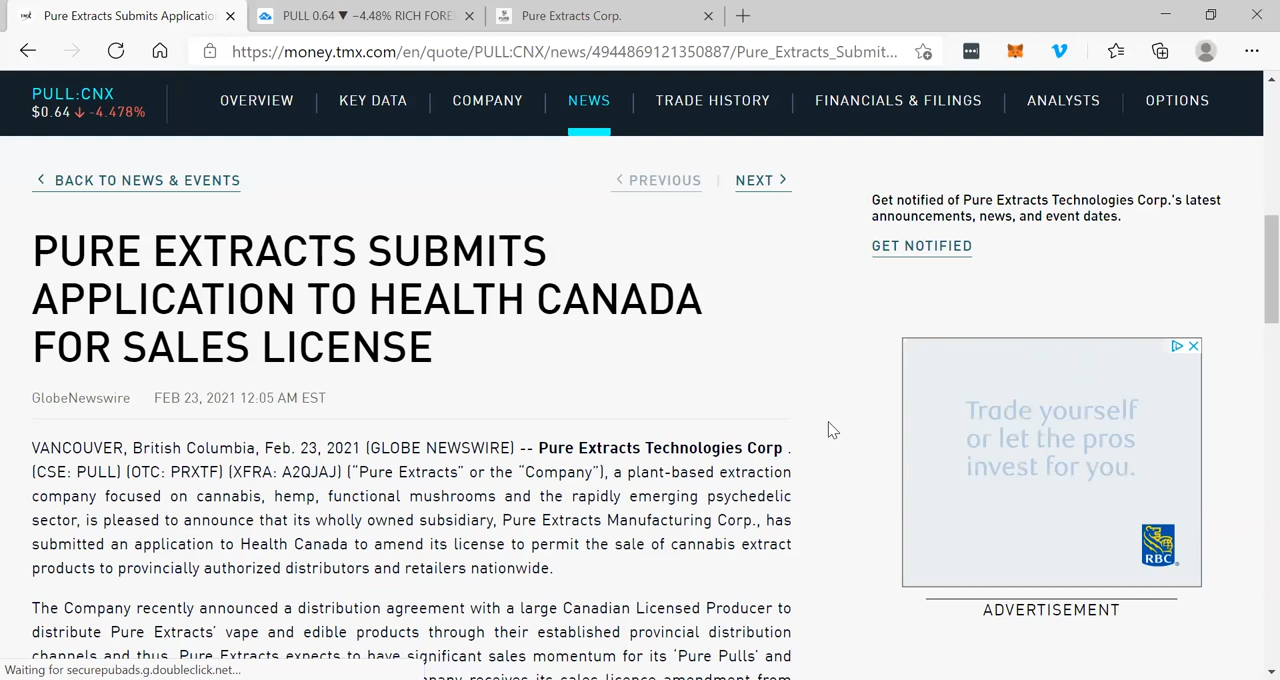 Pure Extracts Submits Applicatio
PULL 0.64 ▼ −4.48% RICH FORE
Pure Extracts Corp.
https://money.tmx.com/en/quote/PULL:CNX/news/4944869121350887/Pure_Extracts_Submit...
PULL:CNX
$0.64 ↓ -4.478%
OVERVIEW
KEY DATA
COMPANY
NEWS
TRADE HISTORY
FINANCIALS & FILINGS
ANALYSTS
OPTIONS
< BACK TO NEWS & EVENTS
< PREVIOUS | NEXT >
PURE EXTRACTS SUBMITS
APPLICATION TO HEALTH CANADA
FOR SALES LICENSE
GlobeNewswire FEB 23, 2021 12:05 AM EST
VANCOUVER, British Columbia, Feb. 23, 2021 (GLOBE NEWSWIRE) -- Pure Extracts Technologies Corp .
(CSE: PULL) (OTC: PRXTF) (XFRA: A2QJAJ) (“Pure Extracts” or the “Company”), a plant-based extraction
company focused on cannabis, hemp, functional mushrooms and the rapidly emerging psychedelic
sector, is pleased to announce that its wholly owned subsidiary, Pure Extracts Manufacturing Corp., has
submitted an application to Health Canada to amend its license to permit the sale of cannabis extract
products to provincially authorized distributors and retailers nationwide.
The Company recently announced a distribution agreement with a large Canadian Licensed Producer to
distribute Pure Extracts’ vape and edible products through their established provincial distribution
channels and thus, Pure Extracts expects to have significant sales momentum for its ‘Pure Pulls’ and
company receives its sales licence amendment from
Get notified of Pure Extracts Technologies Corp.'s latest
announcements, news, and event dates.
GET NOTIFIED
Trade yourself
or let the pros
invest for you.
RBC
ADVERTISEMENT
Waiting for securepubads.g.doubleclick.net...